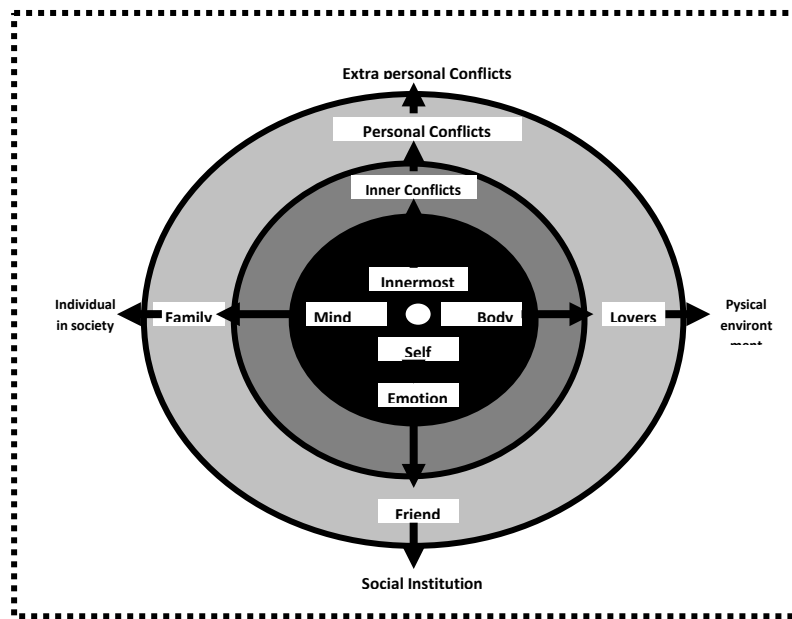 Extra personal Conflicts
Personal Conflicts
Inner Conflicts
Innermost
Individual
in society
Family
Mind
Body
Lovers
Pysical
environt
ment
Self
Emotion
Friend
Social Institution